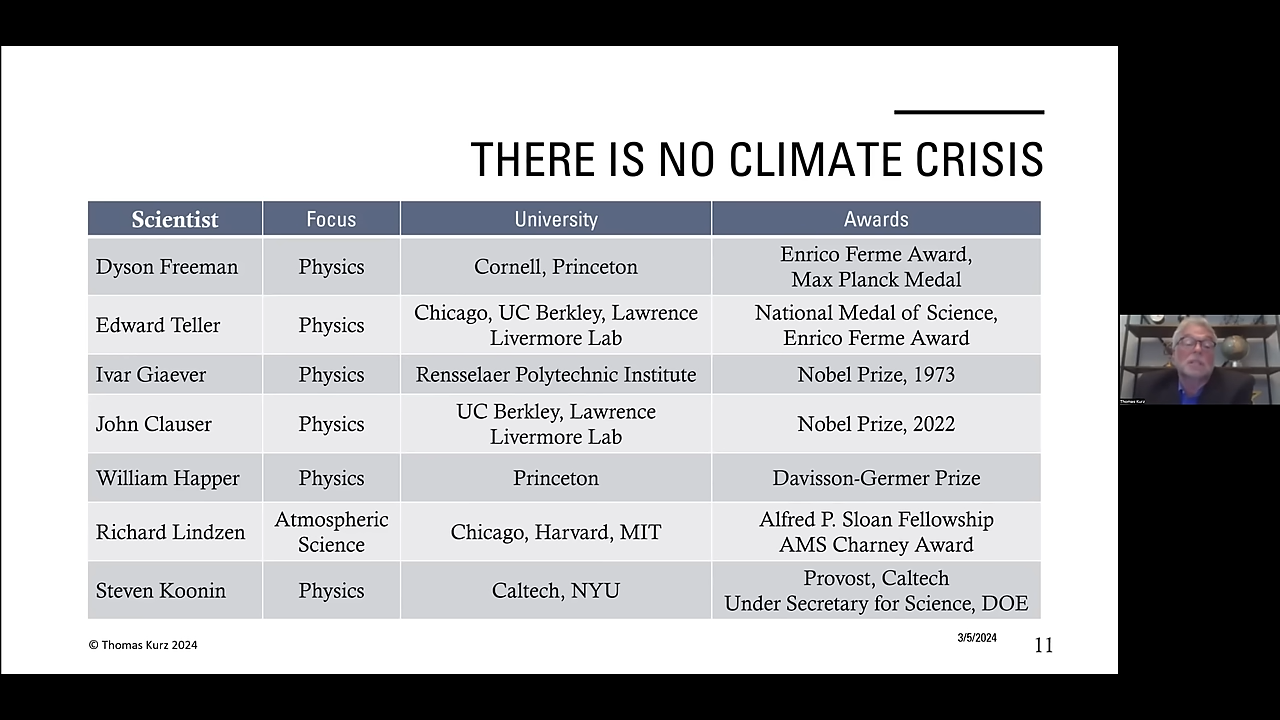 THERE IS NO CLIMATE CRISIS
Scientist Focus University Awards
Dyson Freeman Physics Cornell, Princeton Enrico Ferme Award,
Max Planck Medal
Edward Teller Physics Chicago, UC Berkley, Lawrence
Livermore Lab National Medal of Science,
Enrico Ferme Award
Ivar Giaever Physics Rensselaer Polytechnic Institute Nobel Prize, 1973
John Clauser Physics UC Berkley, Lawrence
Livermore Lab Nobel Prize, 2022
William Happer Physics Princeton Davisson-Germer Prize
Richard Lindzen Atmospheric
Science Chicago, Harvard, MIT Alfred P. Sloan Fellowship
AMS Charney Award
Steven Koonin Physics Caltech, NYU Provost, Caltech
Under Secretary for Science, DOE
© Thomas Kurz 2024
3/5/2024
11
Thomas Kurz